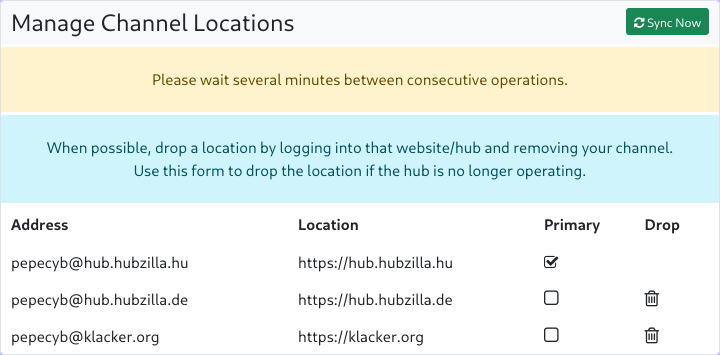 Manage Channel Locations
Sync Now
Please wait several minutes between consecutive operations.
When possible, drop a location by logging into that website/hub and removing your channel.
Use this form to drop the location if the hub is no longer operating.
Address Location Primary Drop
pepecyb@hub.hubzilla.hu https://hub.hubzilla.hu
pepecyb@hub.hubzilla.de https://hub.hubzilla.de
pepecyb@klacker.org https://klacker.org